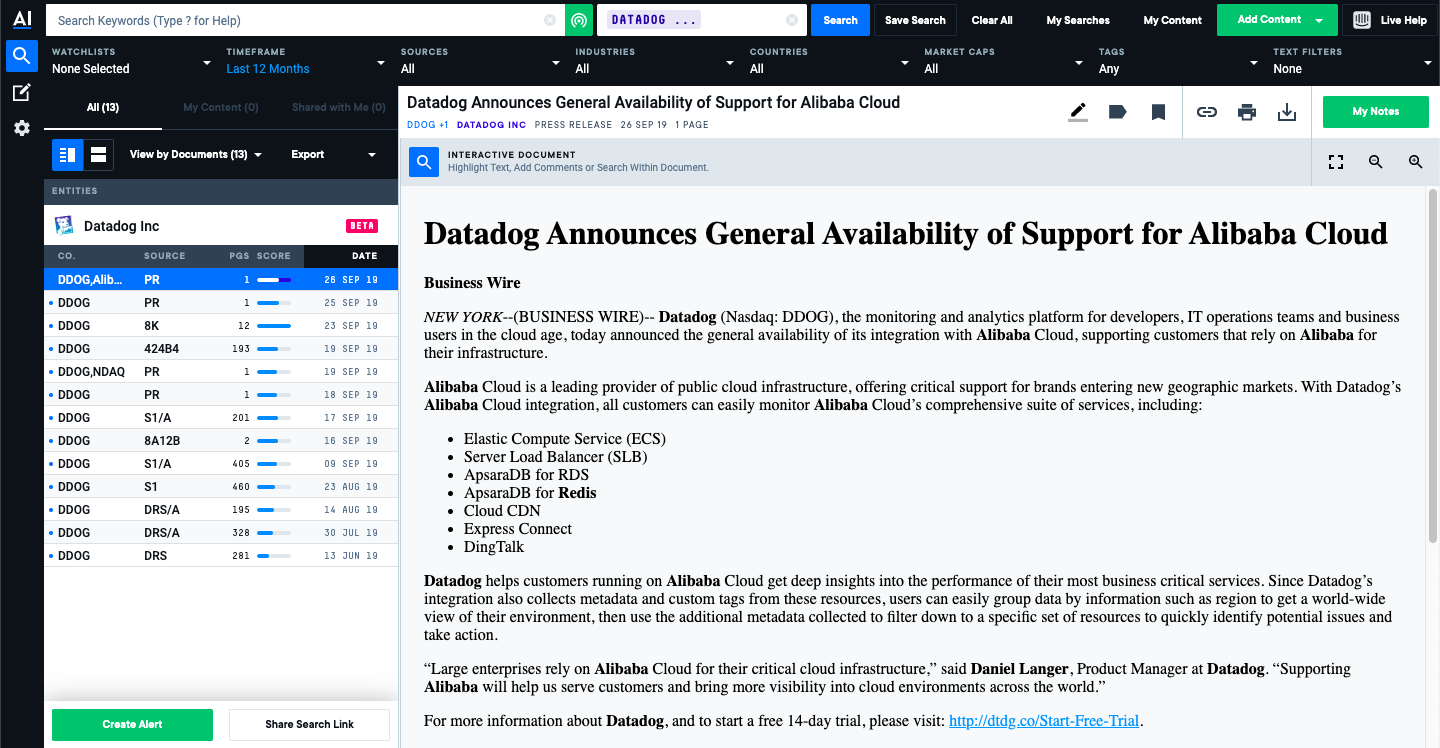 AI
Search Keywords (Type ? for Help)
DATADOG ...
Search
Save Search
Clear All
My Searches
My Content
Add Content
Live Help
WATCHLISTS
None Selected
TIMEFRAME
Last 12 Months
SOURCES
All
INDUSTRIES
All
COUNTRIES
All
MARKET CAPS
All
TAGS
Any
TEXT FILTERS
None
All (13)
My Content (0)
Shared with Me (0)
View by Documents (13)
Export
ENTITIES
Datadog Inc
BETA
CO. SOURCE PGS SCORE DATE
DDOG,Alib... PR 1 26 SEP 19
DDOG PR 1 25 SEP 19
DDOG 8K 12 23 SEP 19
DDOG 424B4 193 19 SEP 19
DDOG,NDAQ PR 1 19 SEP 19
DDOG PR 1 18 SEP 19
DDOG S1/A 201 17 SEP 19
DDOG 8A12B 2 16 SEP 19
DDOG S1/A 405 09 SEP 19
DDOG S1 460 23 AUG 19
DDOG DRS/A 195 14 AUG 19
DDOG DRS/A 328 30 JUL 19
DDOG DRS 281 13 JUN 19
Create Alert
Share Search Link
Datadog Announces General Availability of Support for Alibaba Cloud
DDOG +1 DATADOG INC PRESS RELEASE 26 SEP 19 1 PAGE
My Notes
INTERACTIVE DOCUMENT
Highlight Text, Add Comments or Search Within Document.
Datadog Announces General Availability of Support for Alibaba Cloud
Business Wire
NEW YORK--(BUSINESS WIRE)-- Datadog (Nasdaq: DDOG), the monitoring and analytics platform for developers, IT operations teams and business
users in the cloud age, today announced the general availability of its integration with Alibaba Cloud, supporting customers that rely on Alibaba for
their infrastructure.
Alibaba Cloud is a leading provider of public cloud infrastructure, offering critical support for brands entering new geographic markets. With Datadog’s
Alibaba Cloud integration, all customers can easily monitor Alibaba Cloud’s comprehensive suite of services, including:
• Elastic Compute Service (ECS)
• Server Load Balancer (SLB)
• ApsaraDB for RDS
• ApsaraDB for Redis
• Cloud CDN
• Express Connect
• DingTalk
Datadog helps customers running on Alibaba Cloud get deep insights into the performance of their most business critical services. Since Datadog’s
integration also collects metadata and custom tags from these resources, users can easily group data by information such as region to get a world-wide
view of their environment, then use the additional metadata collected to filter down to a specific set of resources to quickly identify potential issues and
take action.
“Large enterprises rely on Alibaba Cloud for their critical cloud infrastructure,” said Daniel Langer, Product Manager at Datadog. “Supporting
Alibaba will help us serve customers and bring more visibility into cloud environments across the world.”
For more information about Datadog, and to start a free 14-day trial, please visit: http://dtdg.co/Start-Free-Trial.